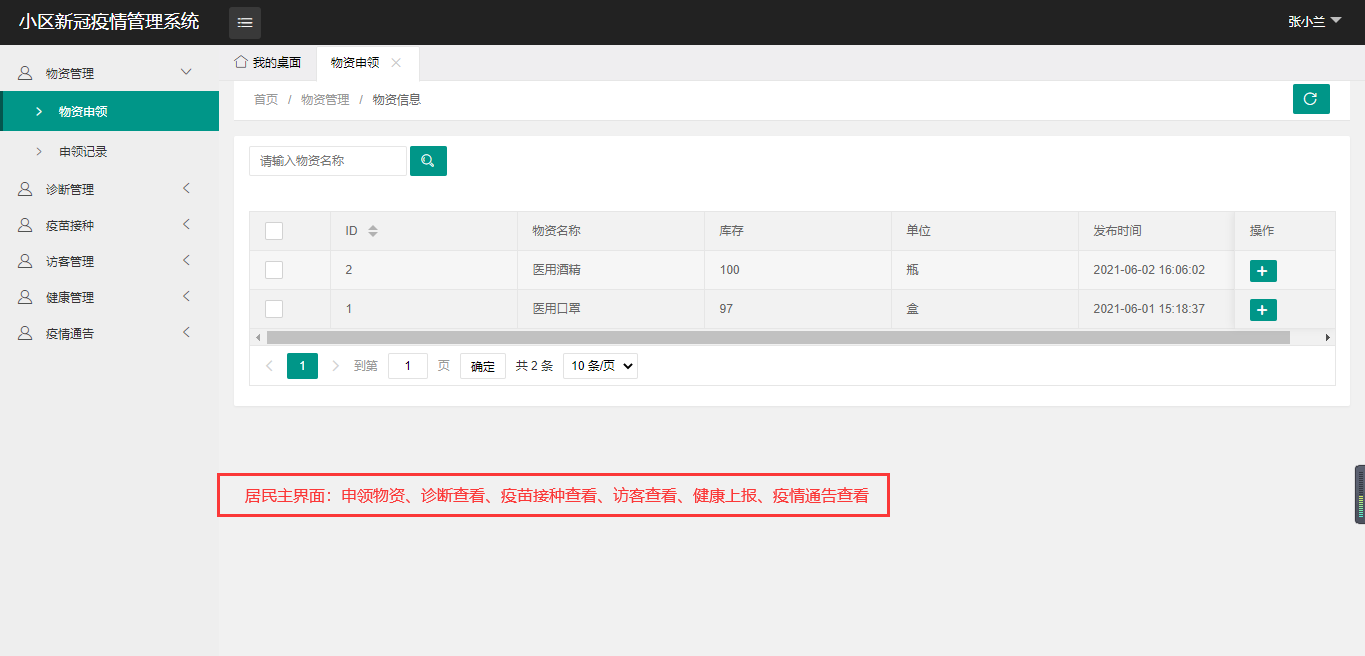 小区新冠疫情管理系统
张小兰
物资管理
物资申领
申领记录
诊断管理
疫苗接种
访客管理
健康管理
疫情通告
我的桌面
物资申领
首页 / 物资管理 / 物资信息
请输入物资名称
ID 物资名称 库存 单位 发布时间 操作
2 医用酒精 100 瓶 2021-06-02 16:06:02
1 医用口罩 97 盒 2021-06-01 15:18:37
1 到第 1 页 确定 共 2 条 10 条/页
居民主界面：申领物资、诊断查看、疫苗接种查看、访客查看、健康上报、疫情通告查看